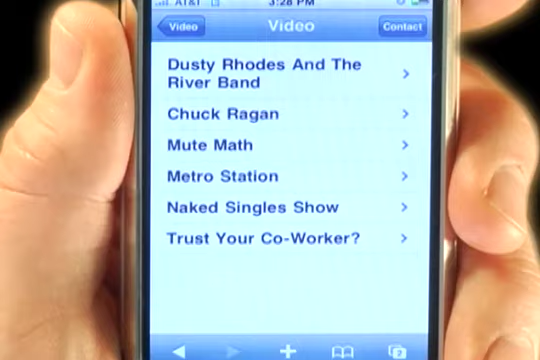 AT&T 3:28 PM
Video Video Contact
Dusty Rhodes And The
River Band
Chuck Ragan
Mute Math
Metro Station
Naked Singles Show
Trust Your Co-Worker?
2